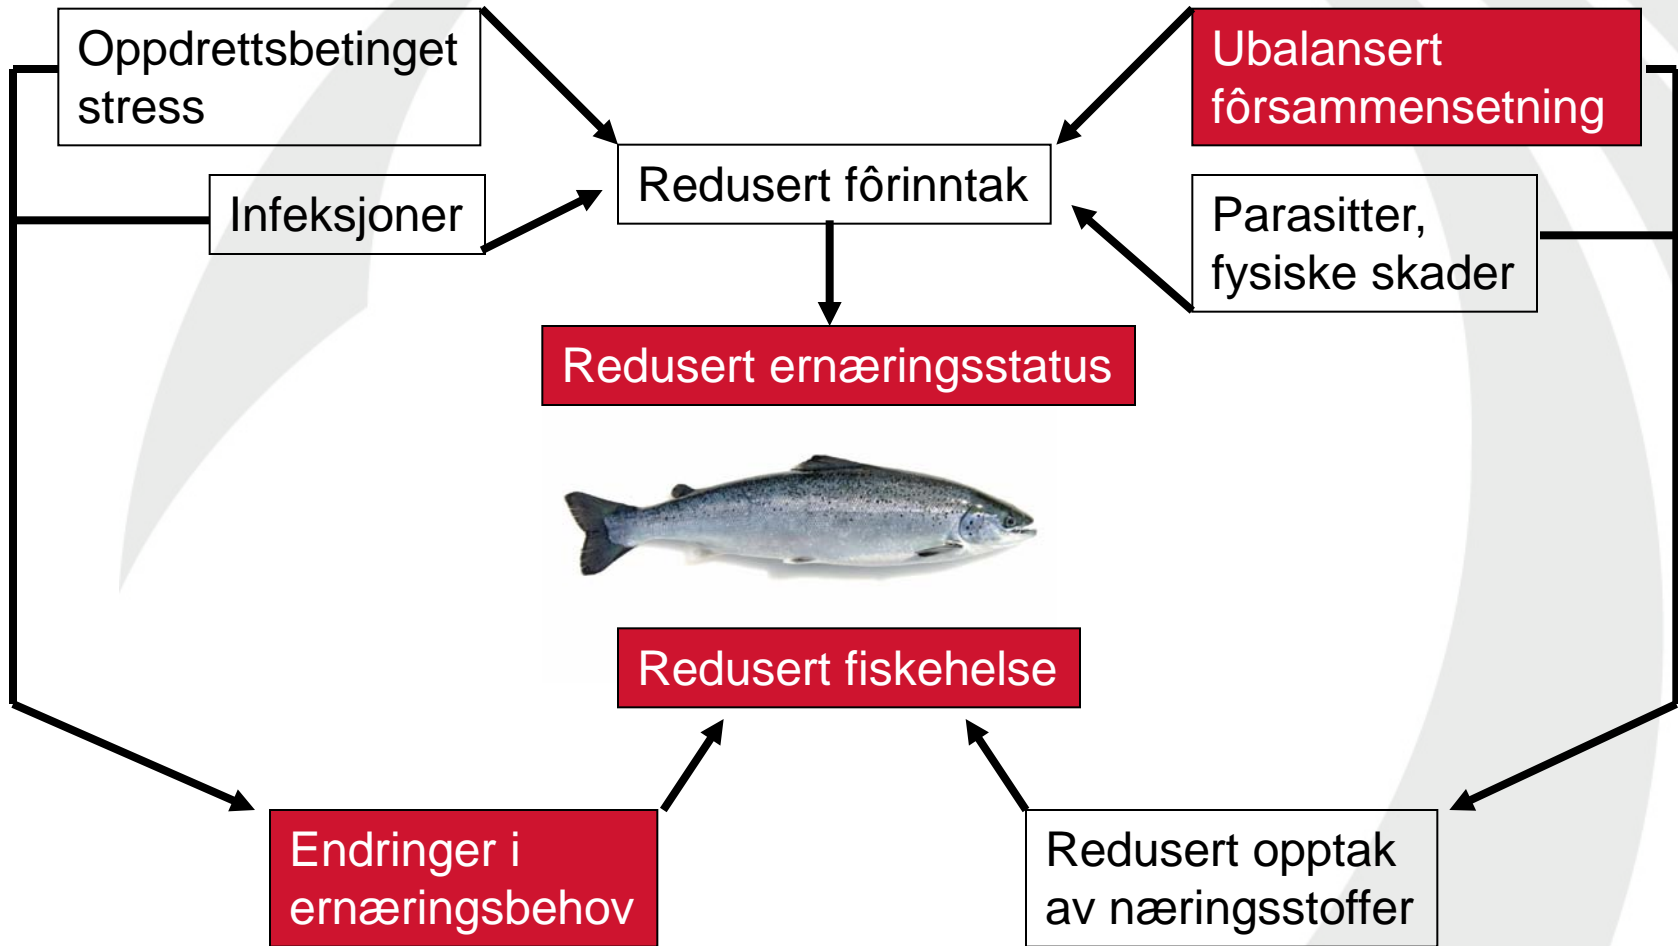 Oppdrettsbetinget
stress
Ubalansert
fôrsammensetning
Redusert fôrinntak
Infeksjoner
Parasitter,
fysiske skader
Redusert ernæringsstatus
Redusert fiskehelse
Endringer i
ernæringsbehov
Redusert opptak
av næringsstoffer